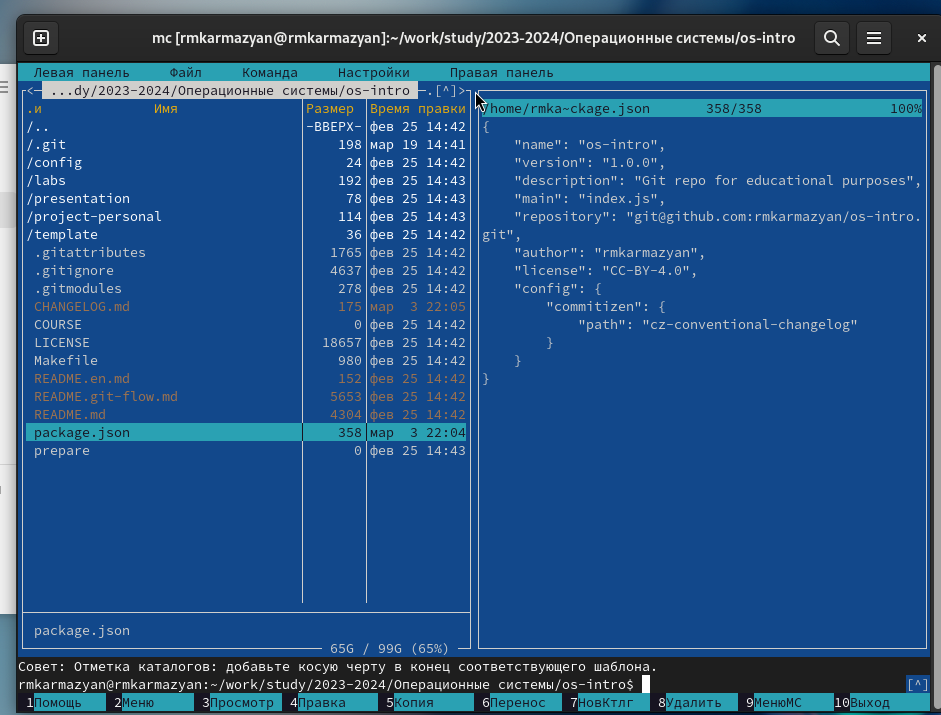 mc [rmkarmazyan@rmkarmazyan]:~/work/study/2023-2024/Операционные системы/os-intro
Левая панель Файл Команда Настройки Правая панель
<─ ...dy/2023-2024/Операционные системы/os-intro ─.[^]>
.и Имя Размер Время правки
/.. -ВВЕРХ- фев 25 14:42
/.git 198 мар 19 14:41
/config 24 фев 25 14:42
/labs 192 фев 25 14:43
/presentation 78 фев 25 14:43
/project-personal 114 фев 25 14:43
/template 36 фев 25 14:42
.gitattributes 1765 фев 25 14:42
.gitignore 4637 фев 25 14:42
.gitmodules 278 фев 25 14:42
CHANGELOG.md 175 мар 3 22:05
COURSE 0 фев 25 14:42
LICENSE 18657 фев 25 14:42
Makefile 980 фев 25 14:42
README.en.md 152 фев 25 14:42
README.git-flow.md 5653 фев 25 14:42
README.md 4304 фев 25 14:42
package.json 358 мар 3 22:04
prepare 0 фев 25 14:43
package.json
65G / 99G (65%)
/home/rmka~ckage.json 358/358 100%
{
"name": "os-intro",
"version": "1.0.0",
"description": "Git repo for educational purposes",
"main": "index.js",
"repository": "git@github.com:rmkarmazyan/os-intro.
git",
"author": "rmkarmazyan",
"license": "CC-BY-4.0",
"config": {
"commitizen": {
"path": "cz-conventional-changelog"
}
}
}
Совет: Отметка каталогов: добавьте косую черту в конец соответствующего шаблона.
rmkarmazyan@rmkarmazyan:~/work/study/2023-2024/Операционные системы/os-intro$ [^]
1Помощь 2Меню 3Просмотр 4Правка 5Копия 6Перенос 7НовКтлг 8Удалить 9МенюМС 10Выход